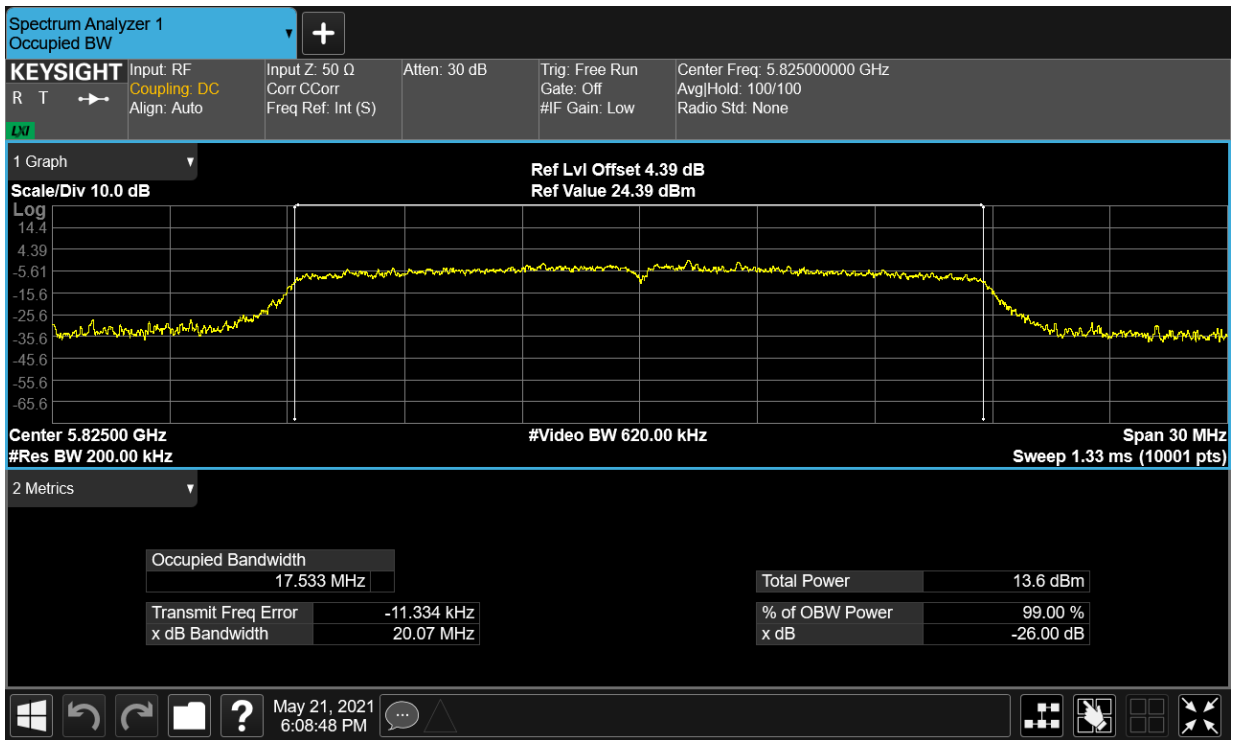 Spectrum Analyzer 1
Occupied BW
KEYSIGHT
R T
LXI
Input: RF
Coupling: DC
Align: Auto
Input Z: 50 Ω
Corr CCorr
Freq Ref: Int (S)
Atten: 30 dB
Trig: Free Run
Gate: Off
#IF Gain: Low
Center Freq: 5.825000000 GHz
Avg|Hold: 100/100
Radio Std: None
1 Graph
Scale/Div 10.0 dB
Ref Lvl Offset 4.39 dB
Ref Value 24.39 dBm
Log
14.4
4.39
-5.61
-15.6
-25.6
-35.6
-45.6
-55.6
-65.6
Center 5.82500 GHz
#Res BW 200.00 kHz
#Video BW 620.00 kHz
Span 30 MHz
Sweep 1.33 ms (10001 pts)
2 Metrics
Occupied Bandwidth
17.533 MHz
Transmit Freq Error -11.334 kHz
x dB Bandwidth 20.07 MHz
Total Power 13.6 dBm
% of OBW Power 99.00 %
x dB -26.00 dB
?
May 21, 2021
6:08:48 PM